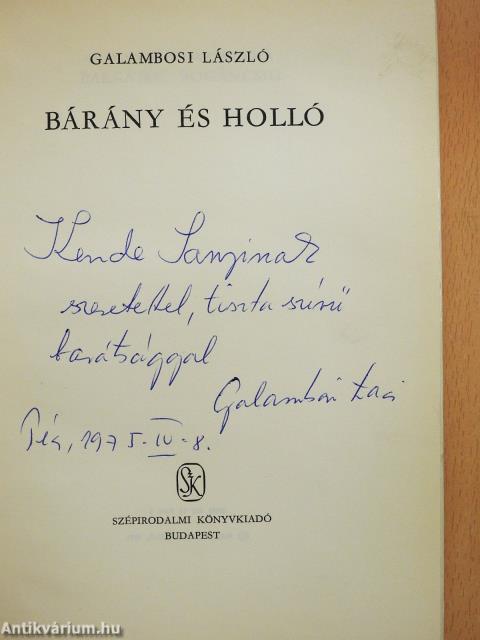 GALAMBOSI LÁSZLÓ
BÁRÁNY ÉS HOLLÓ
Kende Sanyinak
szeretettel, tiszta szívű
barátsággal
Galambosi Laci
Pécs, 1975-IV-8.
SZK
SZÉPIRODALMI KÖNYVKIADÓ
BUDAPEST
Antikvárium.hu